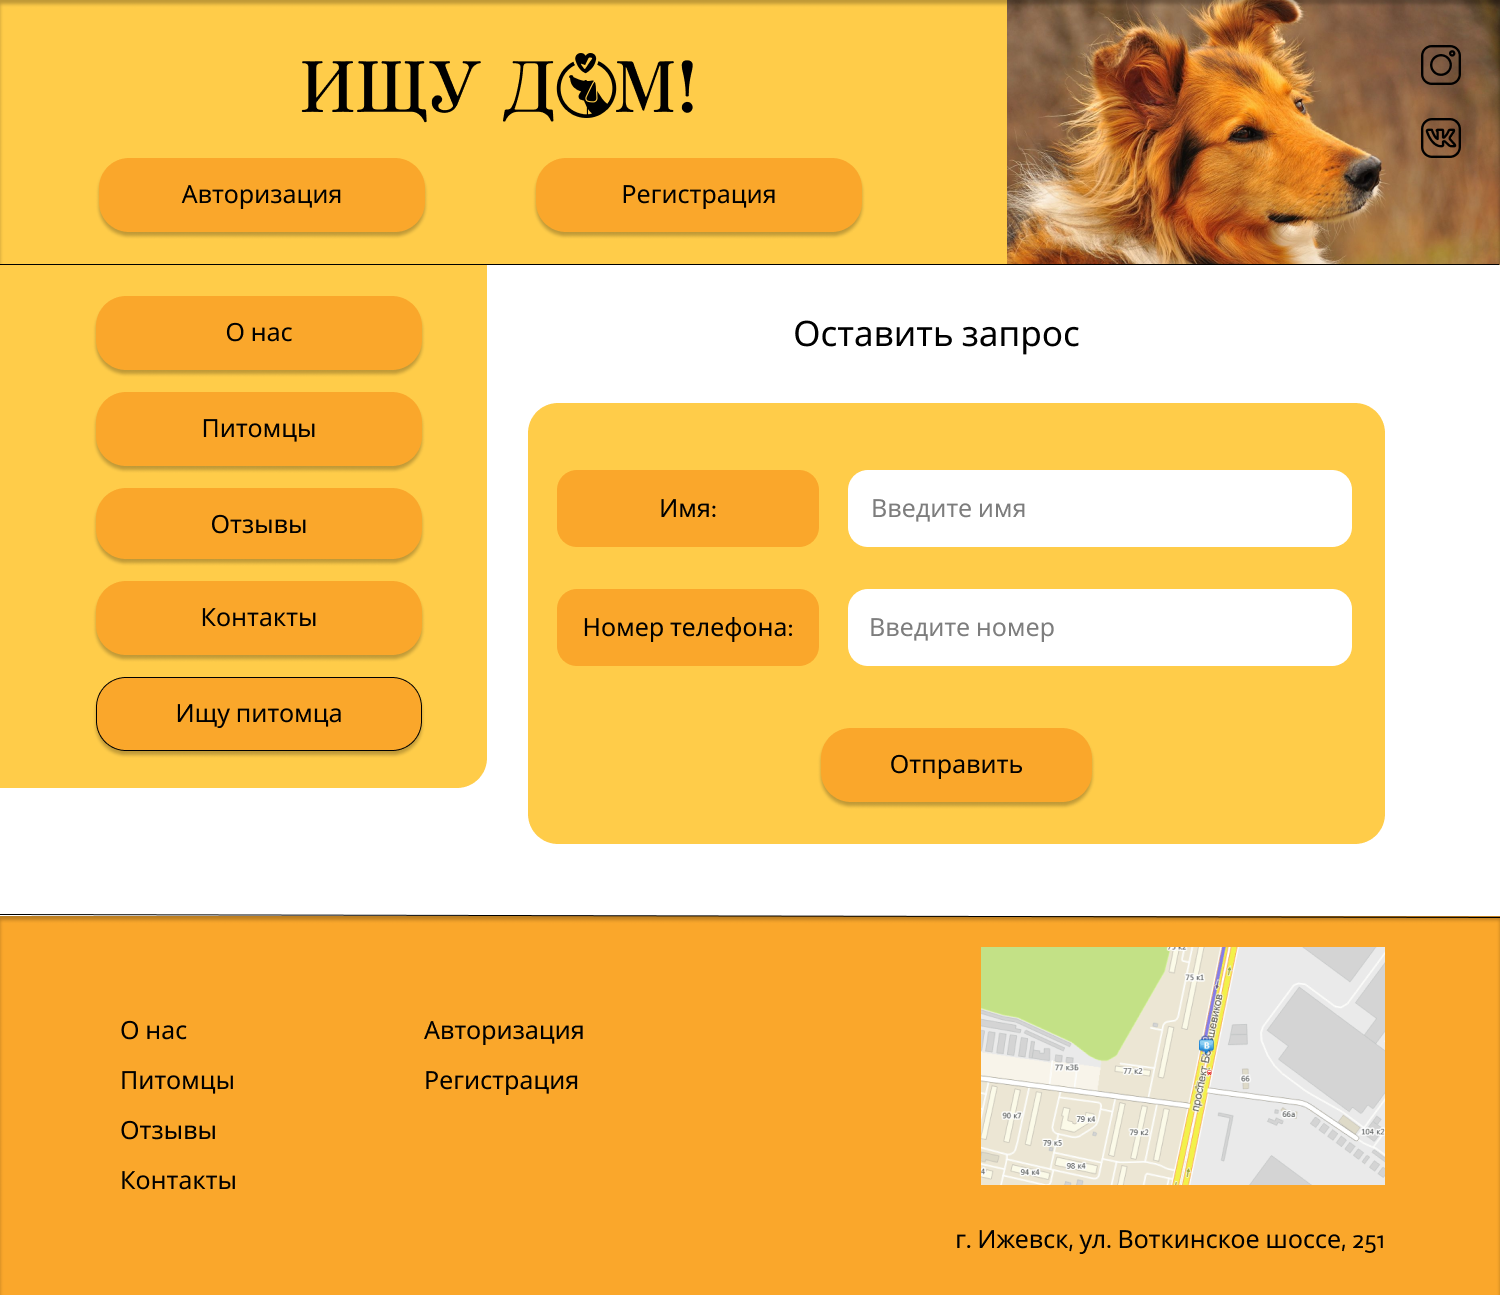 ИЩУ ДОМ!
Авторизация
Регистрация
О нас
Питомцы
Отзывы
Контакты
Ищу питомца
Оставить запрос
Имя:
Введите имя
Номер телефона:
Введите номер
Отправить
О нас
Питомцы
Отзывы
Контакты
Авторизация
Регистрация
75 к1
77 к3Б
77 к2
66
66а
90 к7
79 к4
79 к2
79 к5
104 к2
94 к4
98 к4
проспект
г. Ижевск, ул. Воткинское шоссе, 251